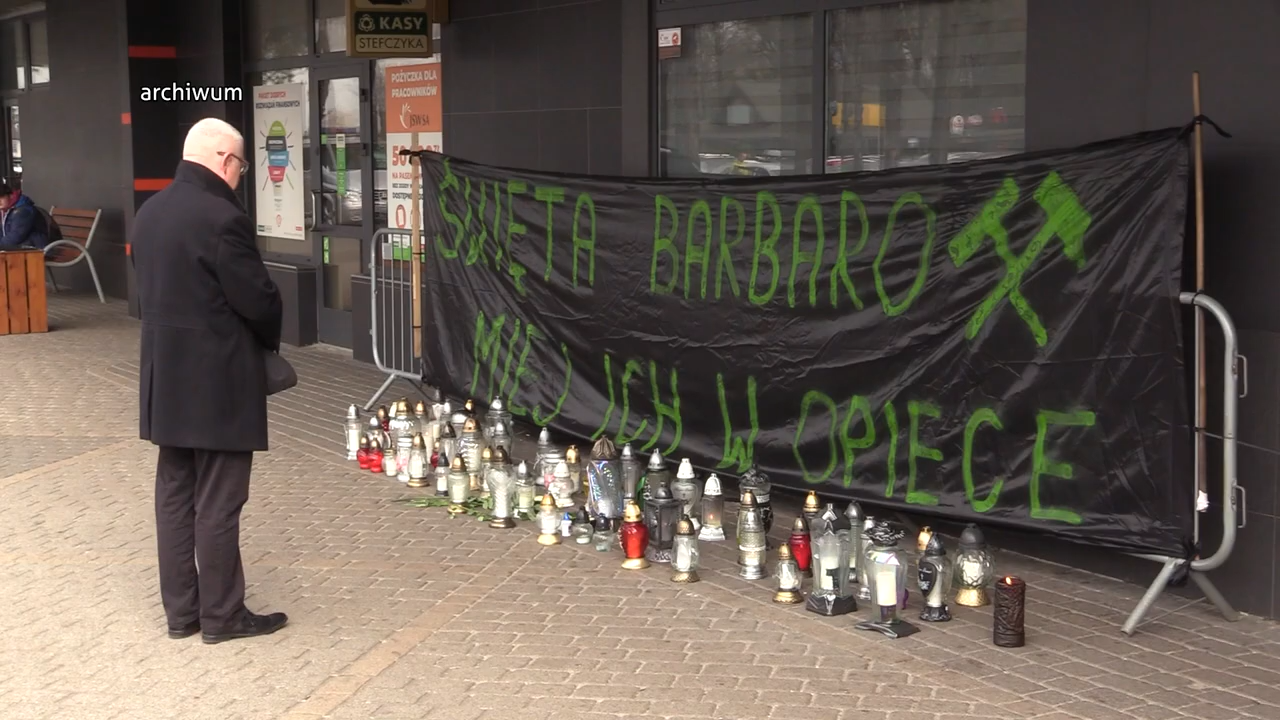 KASY
STEFCZYKA
archiwum
POŻYCZKA DLA
PRACOWNIKÓW
JSW SA
ŚWIĘTA BARBARO
MIEJ ICH W OPIECE